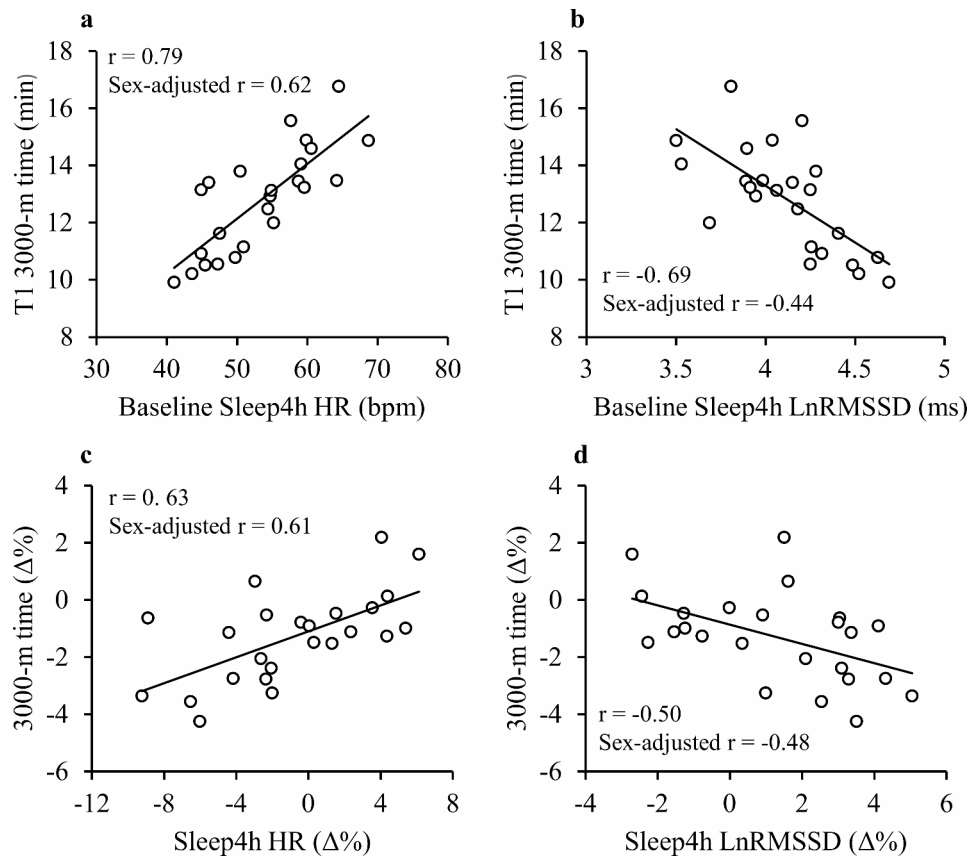 a
r = 0.79
Sex-adjusted r = 0.62
T1 3000-m time (min)
18
16
14
12
10
8
30 40 50 60 70 80
Baseline Sleep4h HR (bpm)
b
r = -0. 69
Sex-adjusted r = -0.44
T1 3000-m time (min)
18
16
14
12
10
8
3 3.5 4 4.5 5
Baseline Sleep4h LnRMSSD (ms)
c
r = 0. 63
Sex-adjusted r = 0.61
3000-m time (Δ%)
4
2
0
-2
-4
-6
-12 -8 -4 0 4 8
Sleep4h HR (Δ%)
d
r = -0.50
Sex-adjusted r = -0.48
3000-m time (Δ%)
4
2
0
-2
-4
-6
-4 -2 0 2 4 6
Sleep4h LnRMSSD (Δ%)